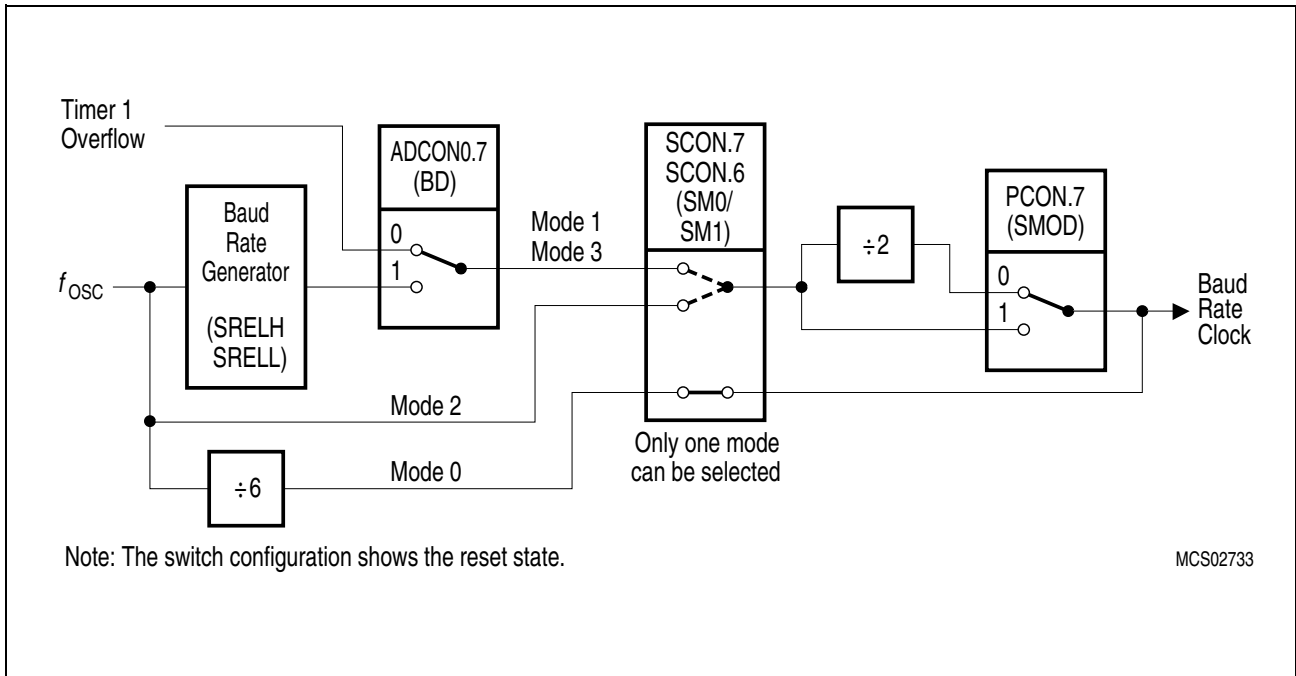 Timer 1
Overflow
ADCON0.7
(BD)
0
1
Baud
Rate
Generator
(SRELH
SRELL)
f OSC
Mode 1
Mode 3
SCON.7
SCON.6
(SM0/
SM1)
÷2
PCON.7
(SMOD)
0
1
Baud
Rate
Clock
Mode 2
Only one mode
can be selected
÷6
Mode 0
Note: The switch configuration shows the reset state.
MCS02733